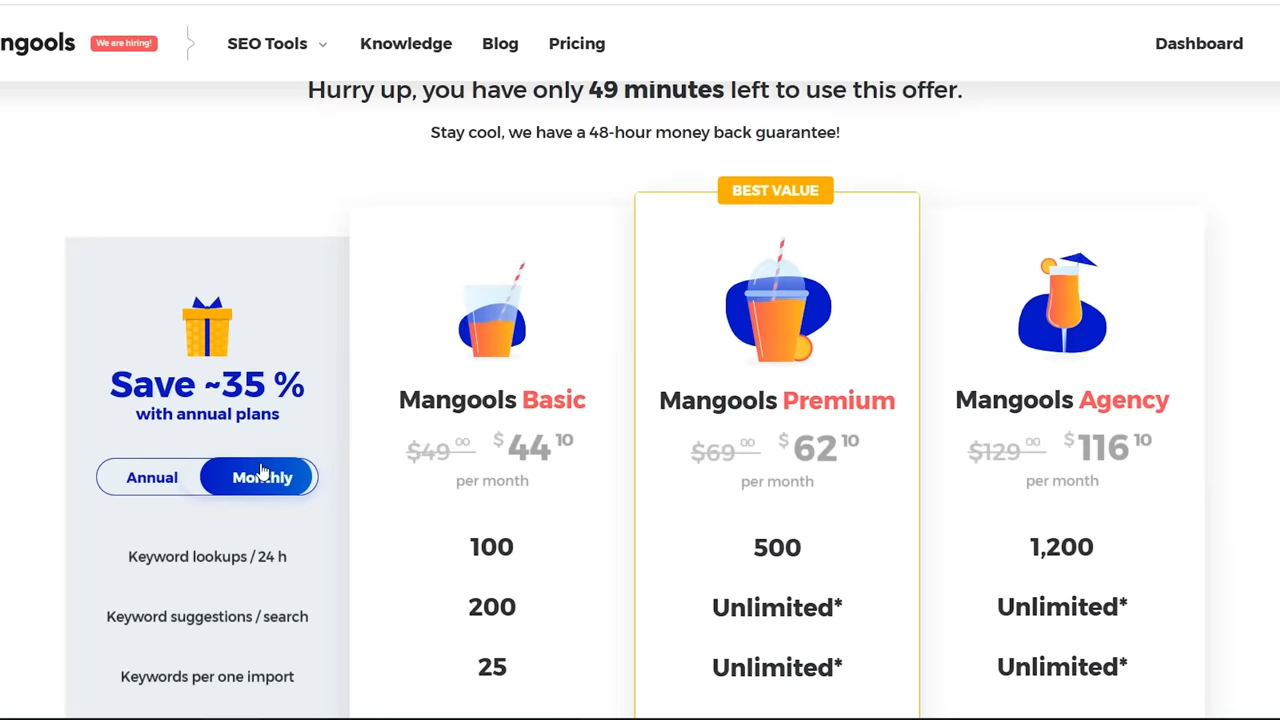 ngools We are hiring! SEO Tools Knowledge Blog Pricing Dashboard
Hurry up, you have only 49 minutes left to use this offer.
Stay cool, we have a 48-hour money back guarantee!
BEST VALUE
Save ~35 %
with annual plans
Annual Monthly
Mangools Basic Mangools Premium Mangools Agency
$49 00 $44 10 $69 00 $62 10 $129 00 $116 10
per month per month per month
Keyword lookups / 24 h 100 500 1,200
Keyword suggestions / search 200 Unlimited* Unlimited*
Keywords per one import 25 Unlimited* Unlimited*